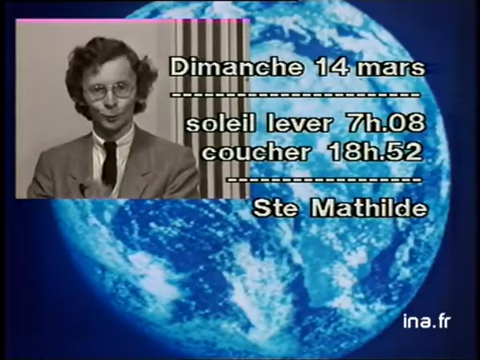 Dimanche 14 mars
soleil lever 7h.08
coucher 18h.52
Ste Mathilde
ina.fr